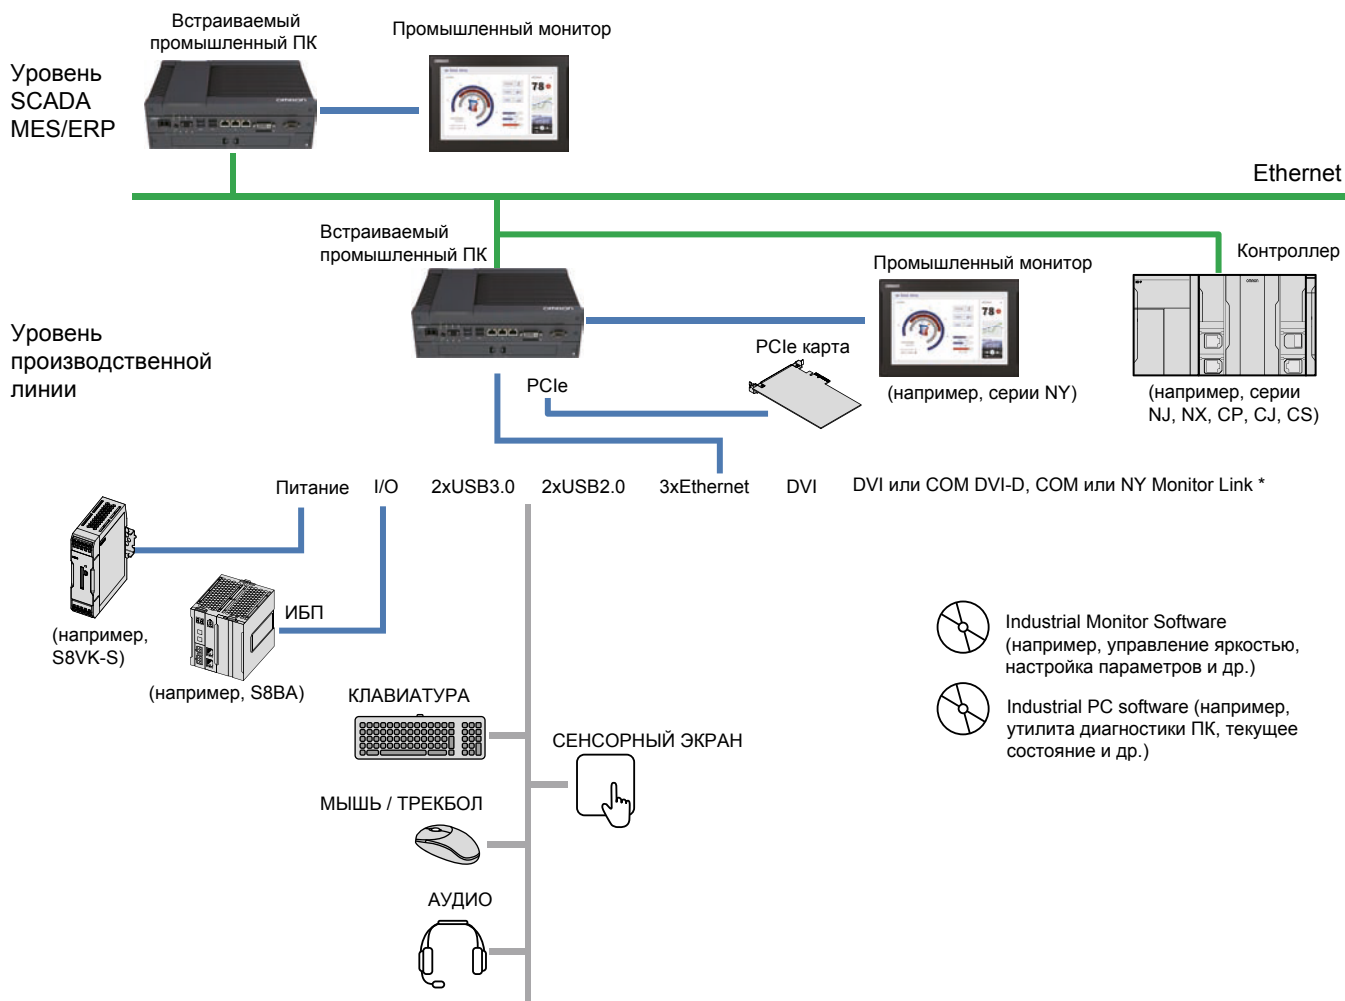 Встраиваемый
промышленный ПК
Промышленный монитор
Уровень
SCADA
MES/ERP
OMRON
78
Ethernet
Встраиваемый
промышленный ПК
Промышленный монитор
Контроллер
OMRON
78
Уровень
производственной
линии
PCIe карта
PCIe
(например, серии NY)
(например, серии
NJ, NX, CP, CJ, CS)
Питание
I/O
2xUSB3.0
2xUSB2.0
3xEthernet
DVI
DVI или COM DVI-D, COM или NY Monitor Link *
ИБП
(например,
S8VK-S)
(например, S8BA)
Industrial Monitor Software
(например, управление яркостью,
настройка параметров и др.)
Industrial PC software (например,
утилита диагностики ПК, текущее
состояние и др.)
КЛАВИАТУРА
СЕНСОРНЫЙ ЭКРАН
МЫШЬ / ТРЕКБОЛ
АУДИО